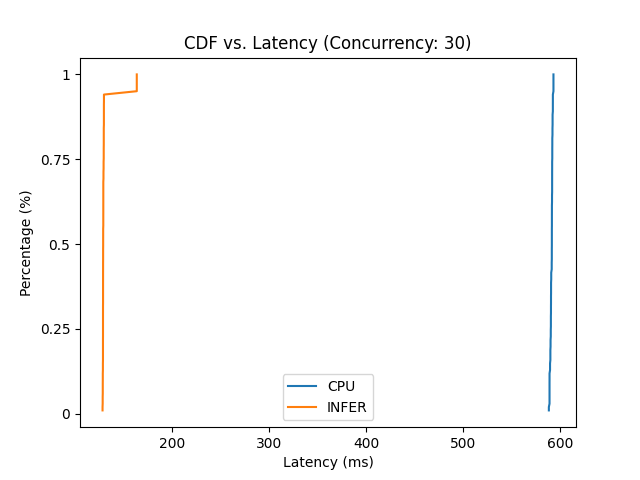 CDF vs. Latency (Concurrency: 30)
1
0.75
0.5
0.25
0
Percentage (%)
CPU
INFER
200 300 400 500 600
Latency (ms)